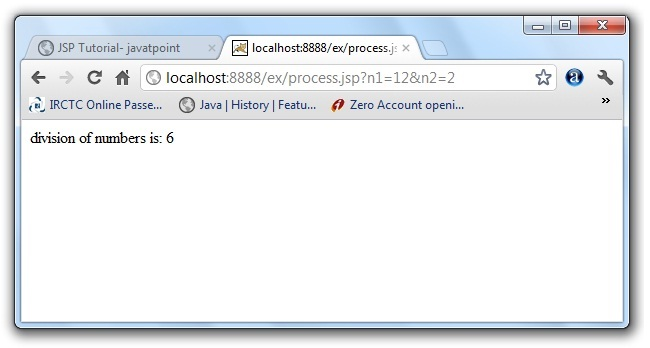 JSP Tutorial- javatpoint
localhost:8888/ex/process.js
localhost:8888/ex/process.jsp?n1=12&n2=2
IRCTC Online Passe...
Java | History | Featu...
Zero Account openi...
division of numbers is: 6